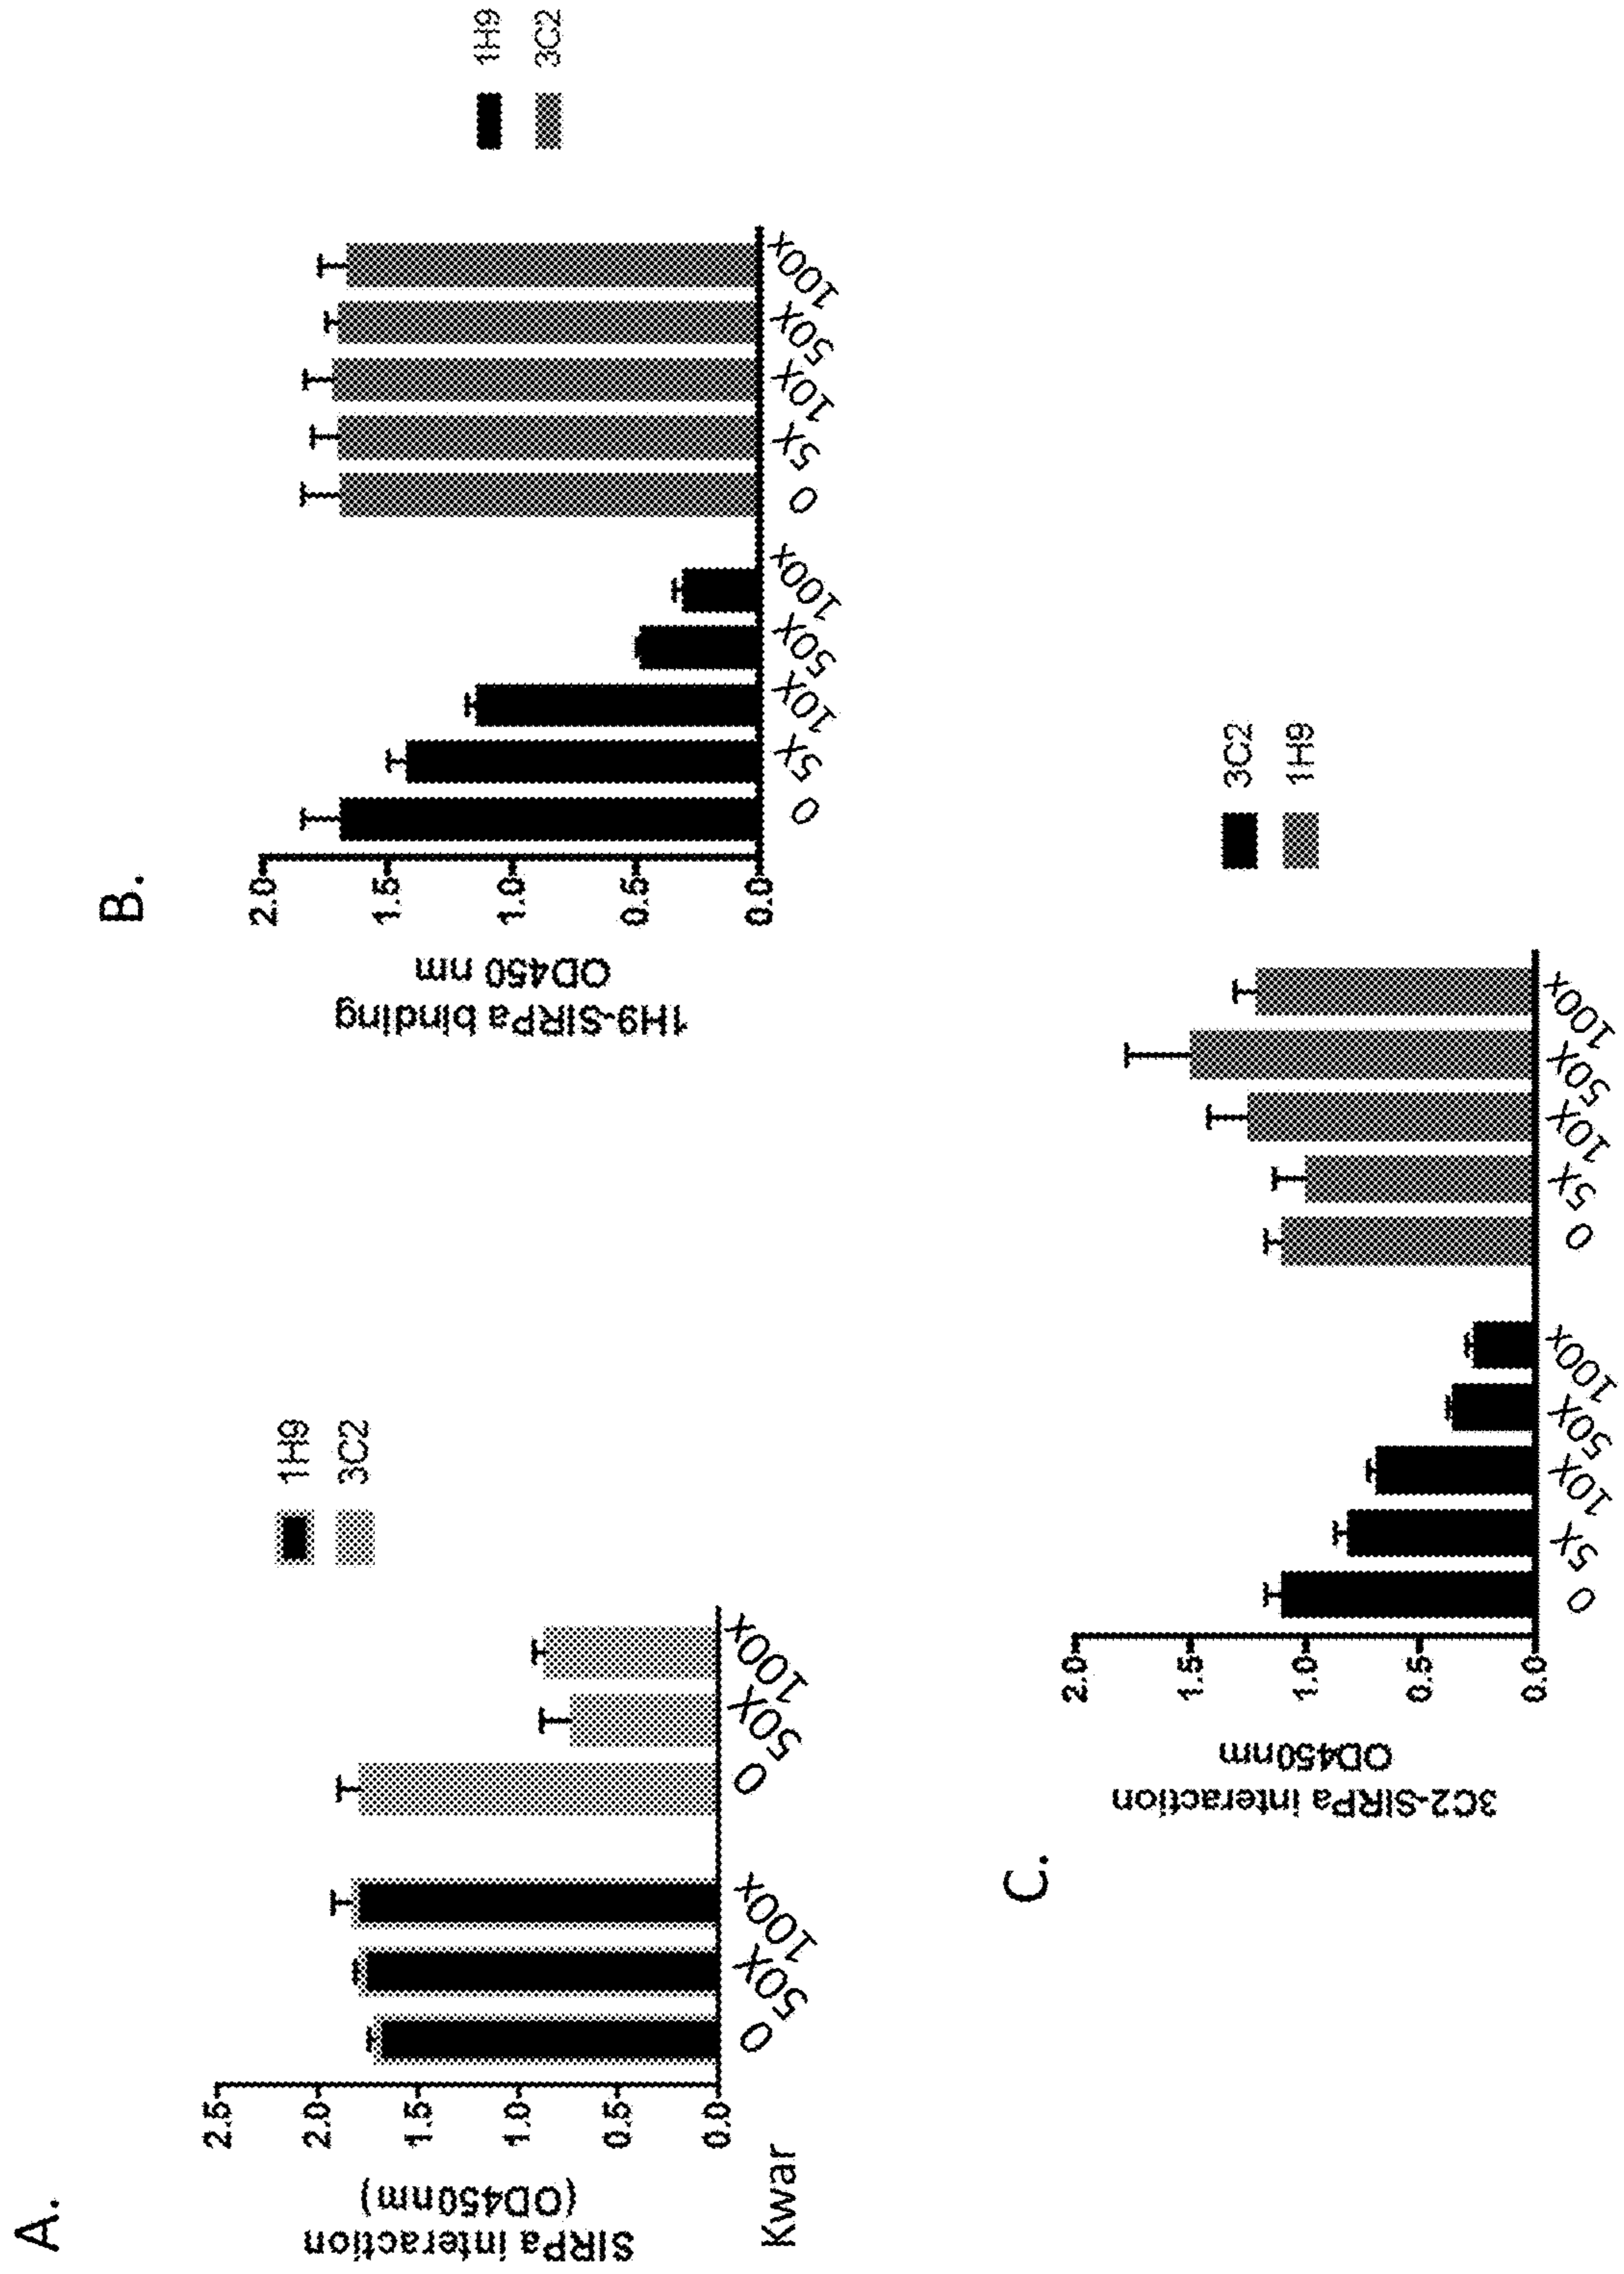 A.
SIRPa interaction
(OD450nm)
2.5
2.0
1.5
1.0
0.5
0.0
Kwar
0 50X 100x 0 50X 100x
1H9
3C2
B.
1H9-SIRPa binding
OD450 nm
2.0
1.5
1.0
0.5
0.0
0 5X 10X 50X 100x 0 5X 10X 50X 100x
1H9
3C2
C.
3C2-SIRPa interaction
OD450nm
2.0
1.5
1.0
0.5
0.0
0 5X 10X 50X 100x 0 5X 10X 50X 100x
3C2
1H9